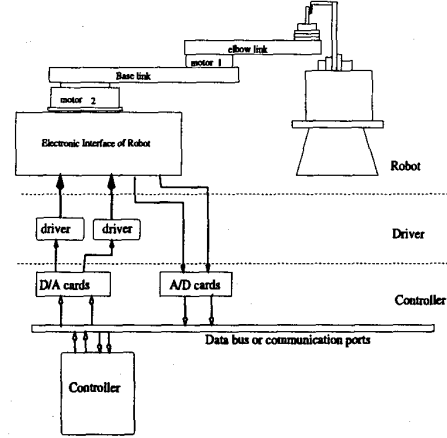 elbow link
motor 1
Base link
motor 2
Electronic Interface of Robot
Robot
driver
driver
Driver
D/A cards
A/D cards
Controller
Data bus or communication ports
Controller